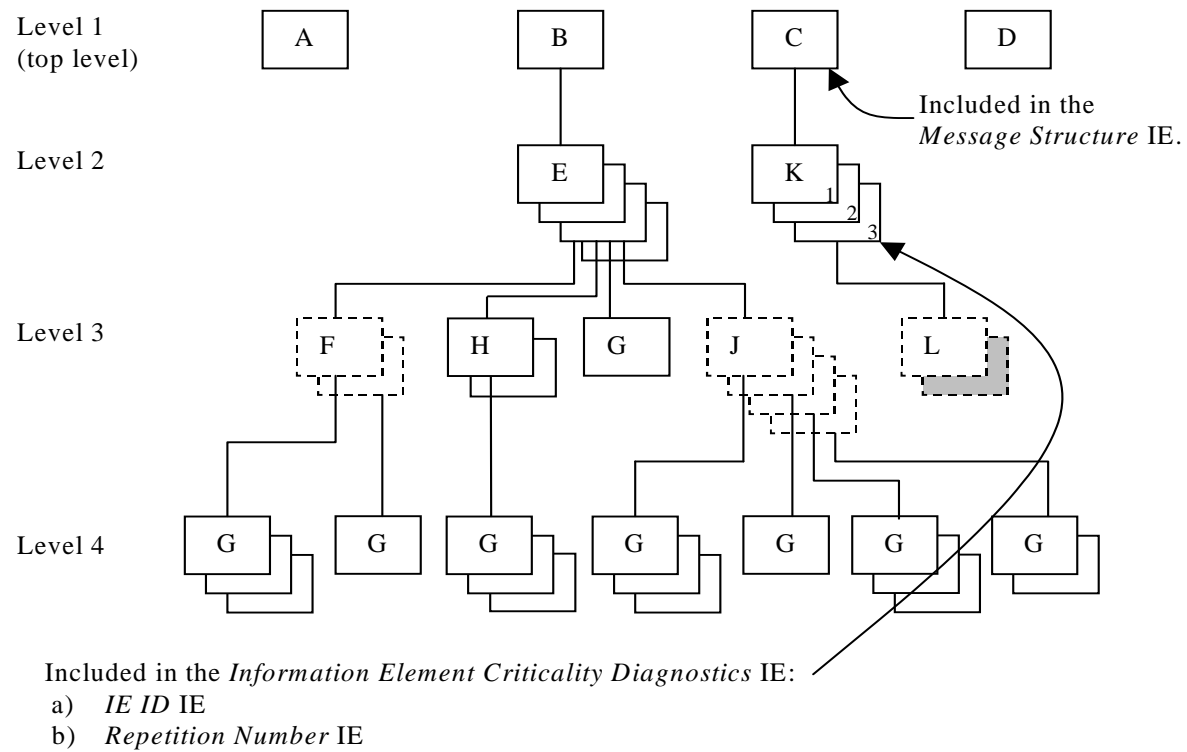 Level 1
(top level)
A
B
C
D
Included in the
Message Structure IE.
Level 2
E
K
1
2
3
Level 3
F
H
G
J
L
Level 4
G
G
G
G
G
G
G
Included in the Information Element Criticality Diagnostics IE:
a) IE ID IE
b) Repetition Number IE